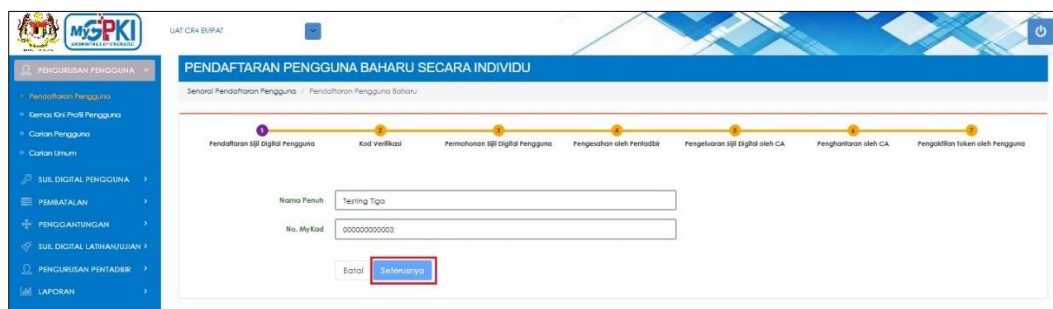 MyGPKI
UAT CR4 EMPAT
PENGURUSAN PENGGUNA
Pendaftaran Pengguna
Kemas Kini Profil Pengguna
Carian Pengguna
Carian Umum
SIJIL DIGITAL PENGGUNA
PEMBATALAN
PENGGANTUNGAN
SIJIL DIGITAL LATIHAN/UJIAN
PENGURUSAN PENTADBIR
LAPORAN
PENDAFTARAN PENGGUNA BAHARU SECARA INDIVIDU
Senarai Pendaftaran Pengguna / Pendaftaran Pengguna Baharu
1 2 3 4 5 6 7
Pendaftaran Sijil Digital Pengguna Kod Verifikasi Permohonan Sijil Digital Pengguna Pengesahan oleh Pentadbir Pengeluaran Sijil Digital oleh CA Penghantaran oleh CA Pengaktifan Token oleh Pengguna
Nama Penuh Testing Tiga
No. MyKad 000000000003
Batal Seterusnya